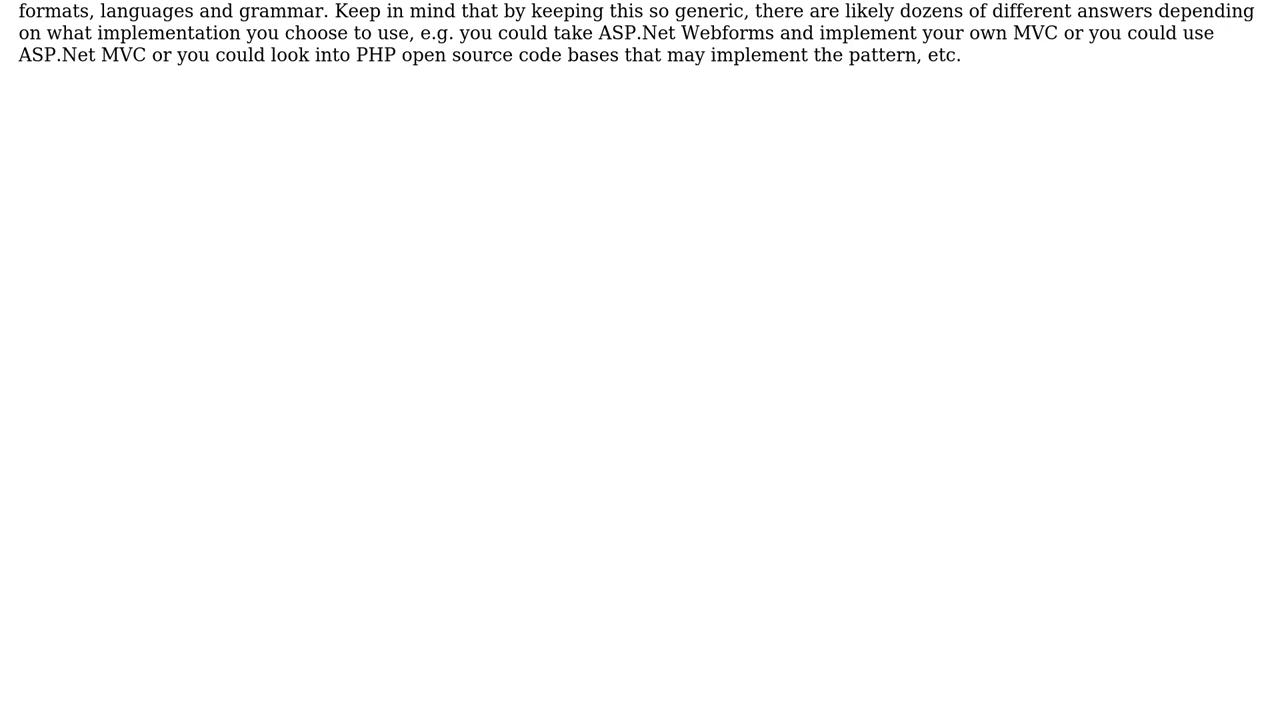 formats, languages and grammar. Keep in mind that by keeping this so generic, there are likely dozens of different answers depending
on what implementation you choose to use, e.g. you could take ASP.Net Webforms and implement your own MVC or you could use
ASP.Net MVC or you could look into PHP open source code bases that may implement the pattern, etc.